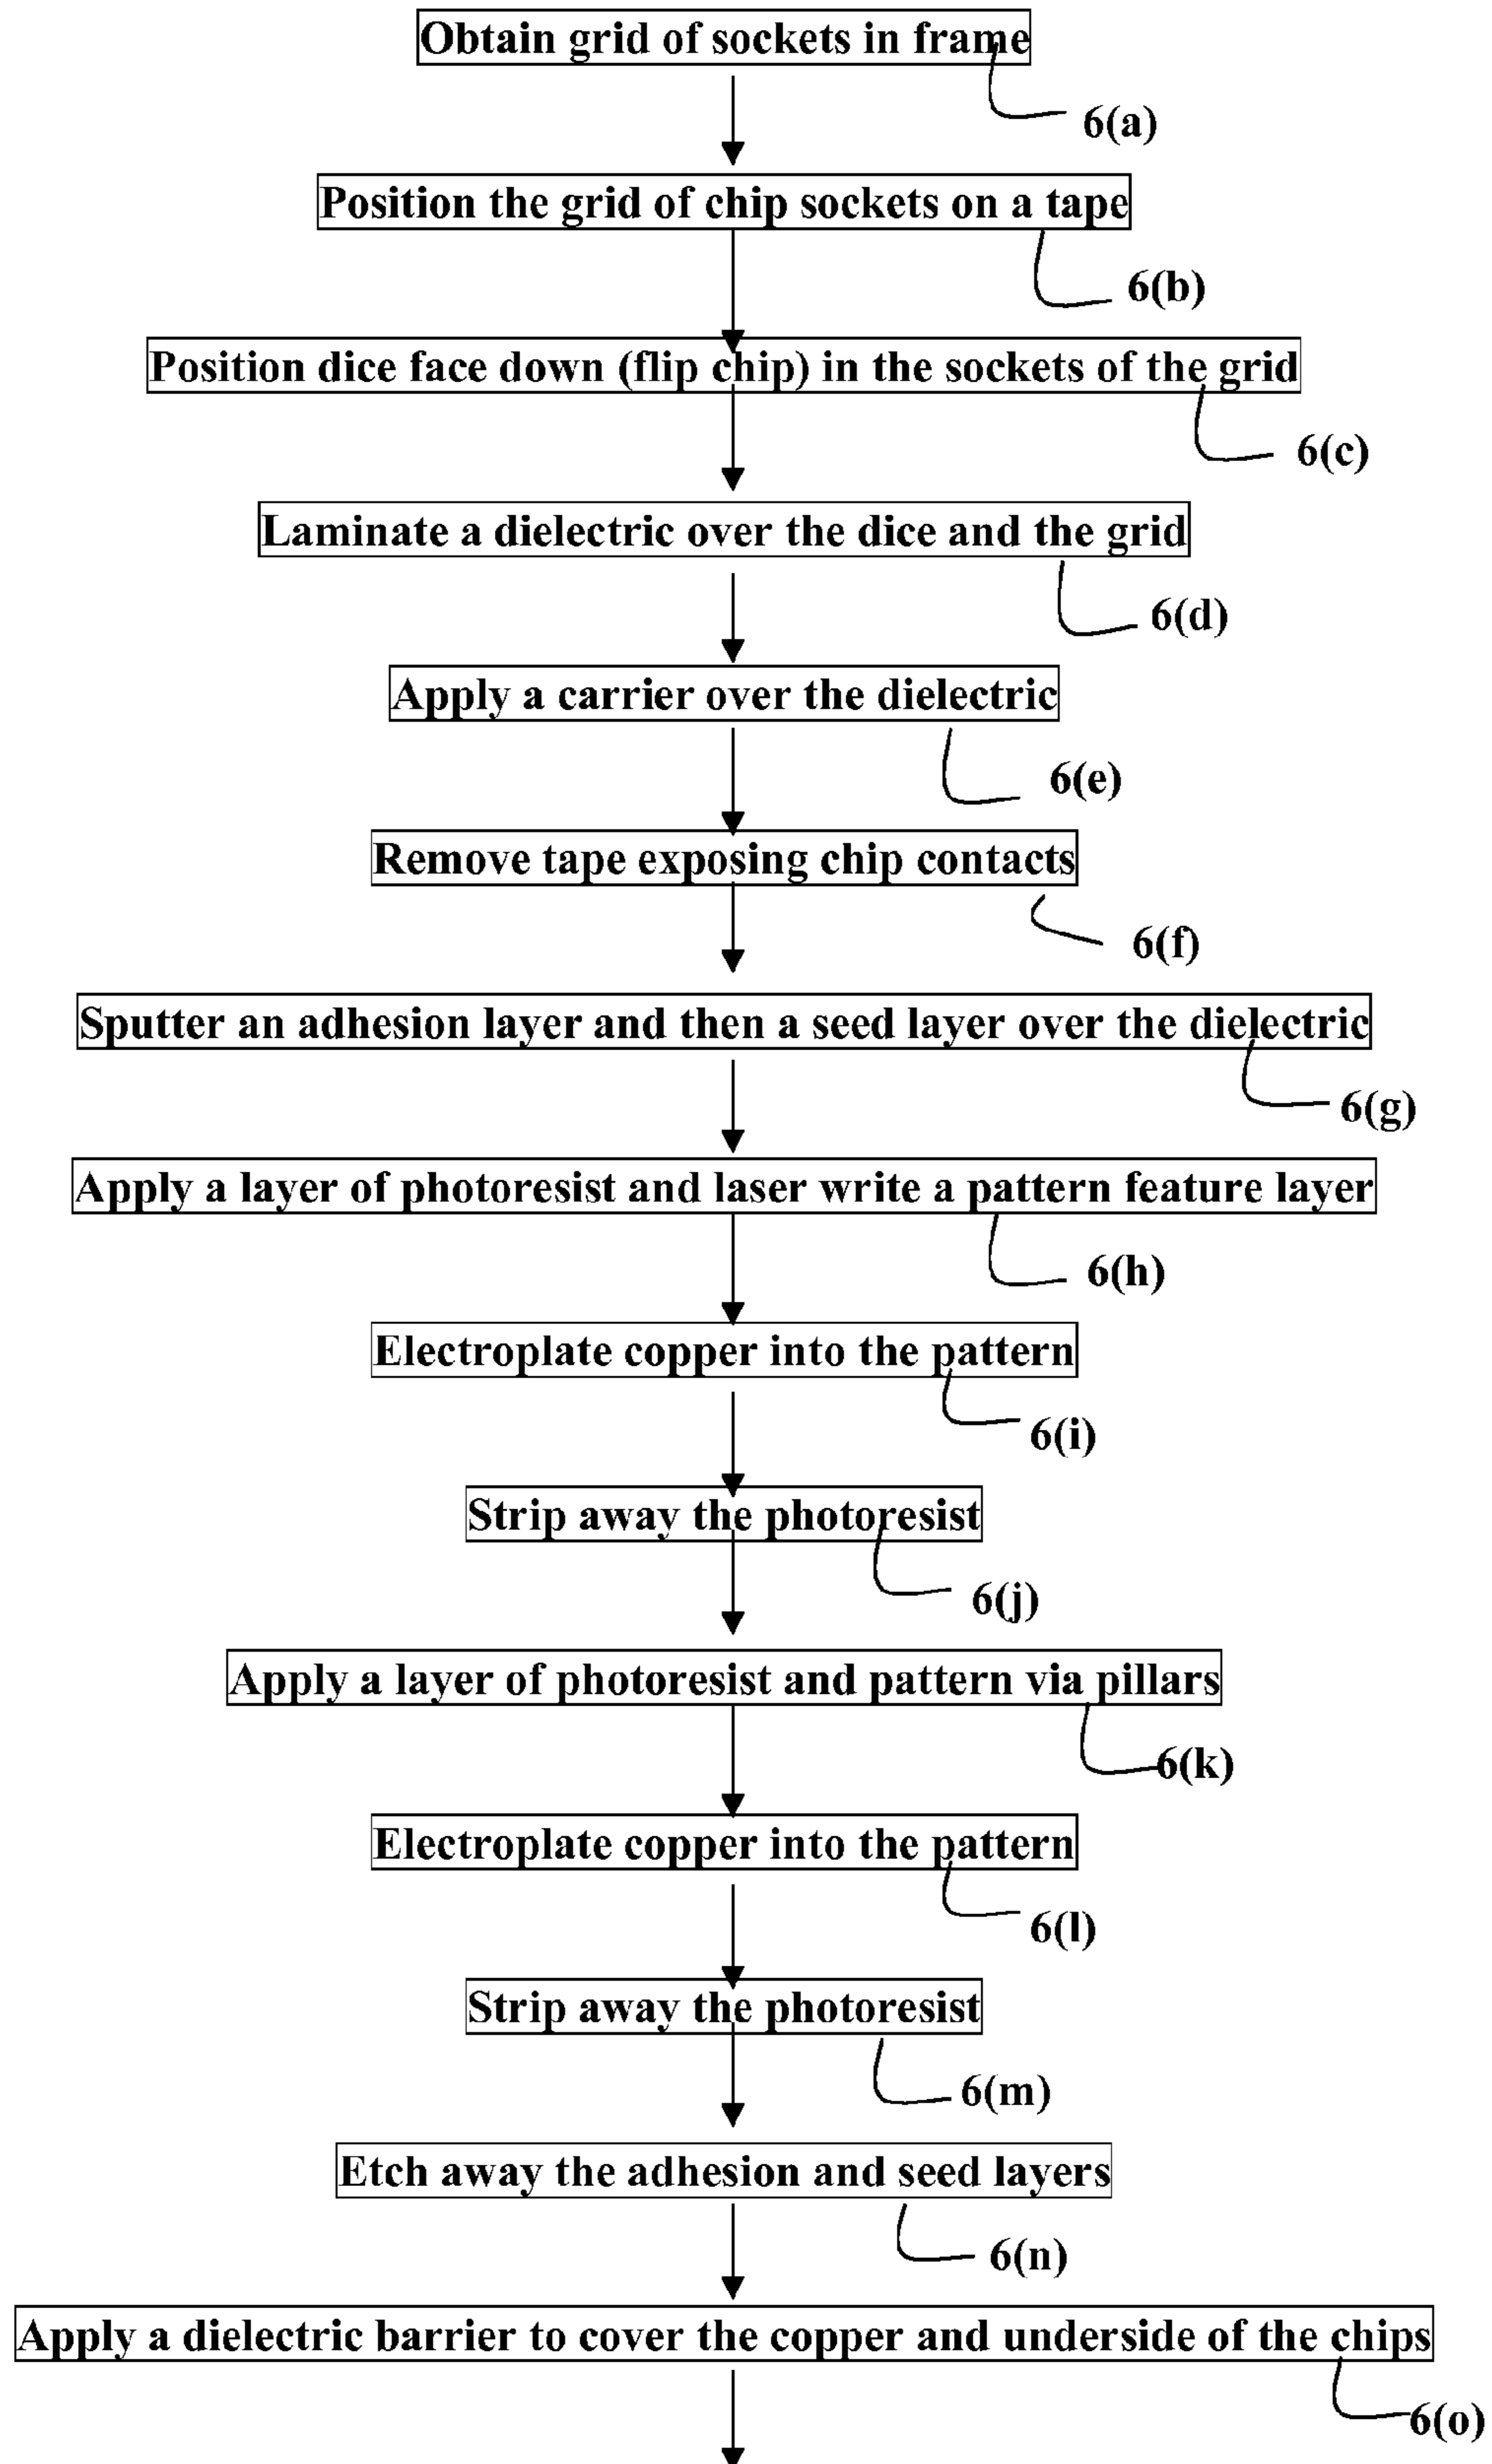 Obtain grid of sockets in frame
6(a)
Position the grid of chip sockets on a tape
6(b)
Position dice face down (flip chip) in the sockets of the grid
6(c)
Laminate a dielectric over the dice and the grid
6(d)
Apply a carrier over the dielectric
6(e)
Remove tape exposing chip contacts
6(f)
Sputter an adhesion layer and then a seed layer over the dielectric
6(g)
Apply a layer of photoresist and laser write a pattern feature layer
6(h)
Electroplate copper into the pattern
6(i)
Strip away the photoresist
6(j)
Apply a layer of photoresist and pattern via pillars
6(k)
Electroplate copper into the pattern
6(l)
Strip away the photoresist
6(m)
Etch away the adhesion and seed layers
6(n)
Apply a dielectric barrier to cover the copper and underside of the chips
6(o)